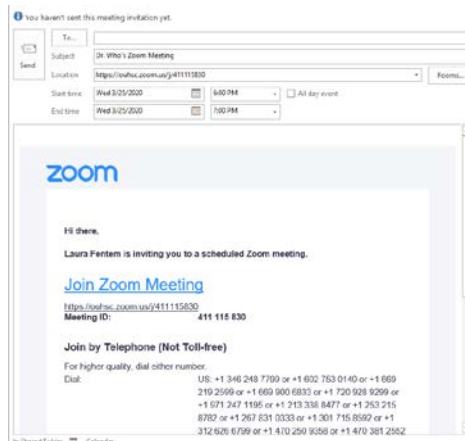 You haven't sent this meeting invitation yet.
To...
Send
Subject Dr. Who's Zoom Meeting
Location https://ouhsc.zoom.us/j/411115830 Rooms...
Start time Wed 3/25/2020 6:00 PM All day event
End time Wed 3/25/2020 7:00 PM
zoom
Hi there,
Laura Fentem is inviting you to a scheduled Zoom meeting.
Join Zoom Meeting
https://ouhsc.zoom.us/j/411115830
Meeting ID: 411 115 830
Join by Telephone (Not Toll-free)
For higher quality, dial either number.
Dial: US: +1 346 248 7799 or +1 602 753 0140 or +1 669
219 2599 or +1 669 900 6833 or +1 720 928 9299 or
+1 971 247 1195 or +1 213 338 8477 or +1 253 215
8782 or +1 267 831 0333 or +1 301 715 8592 or +1
312 626 6799 or +1 470 250 9358 or +1 470 381 2552
Calendar